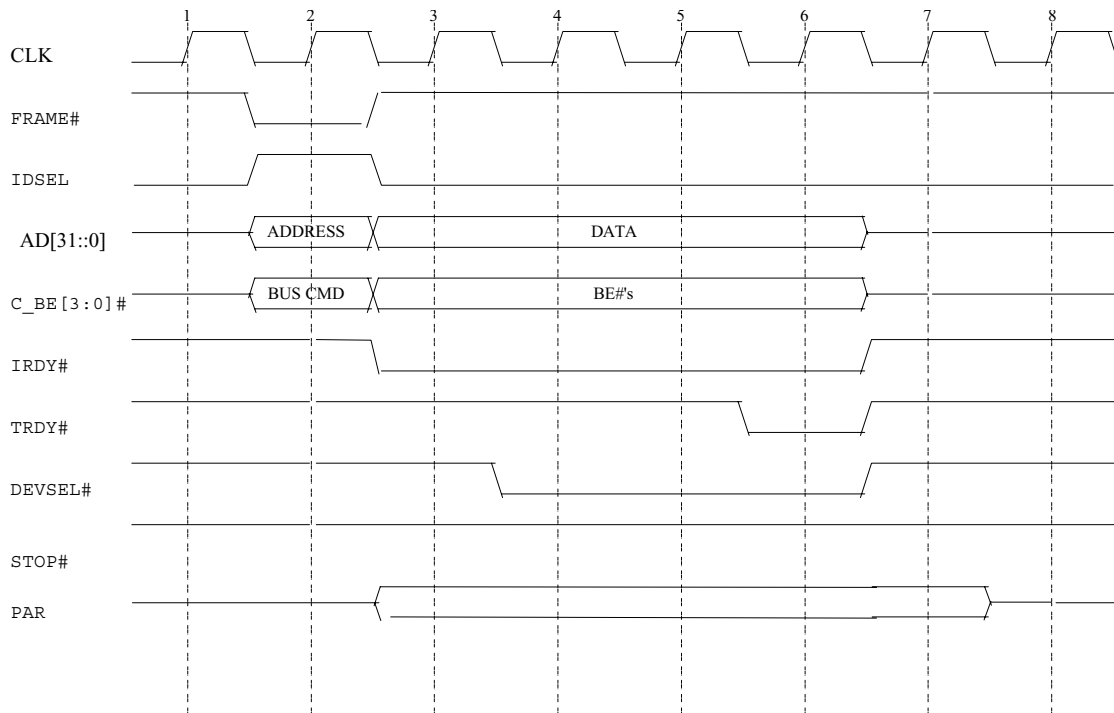 1 2 3 4 5 6 7 8
CLK
FRAME#
IDSEL
AD[31::0] ADDRESS DATA
C_BE[3:0]# BUS CMD BE#'s
IRDY#
TRDY#
DEVSEL#
STOP#
PAR